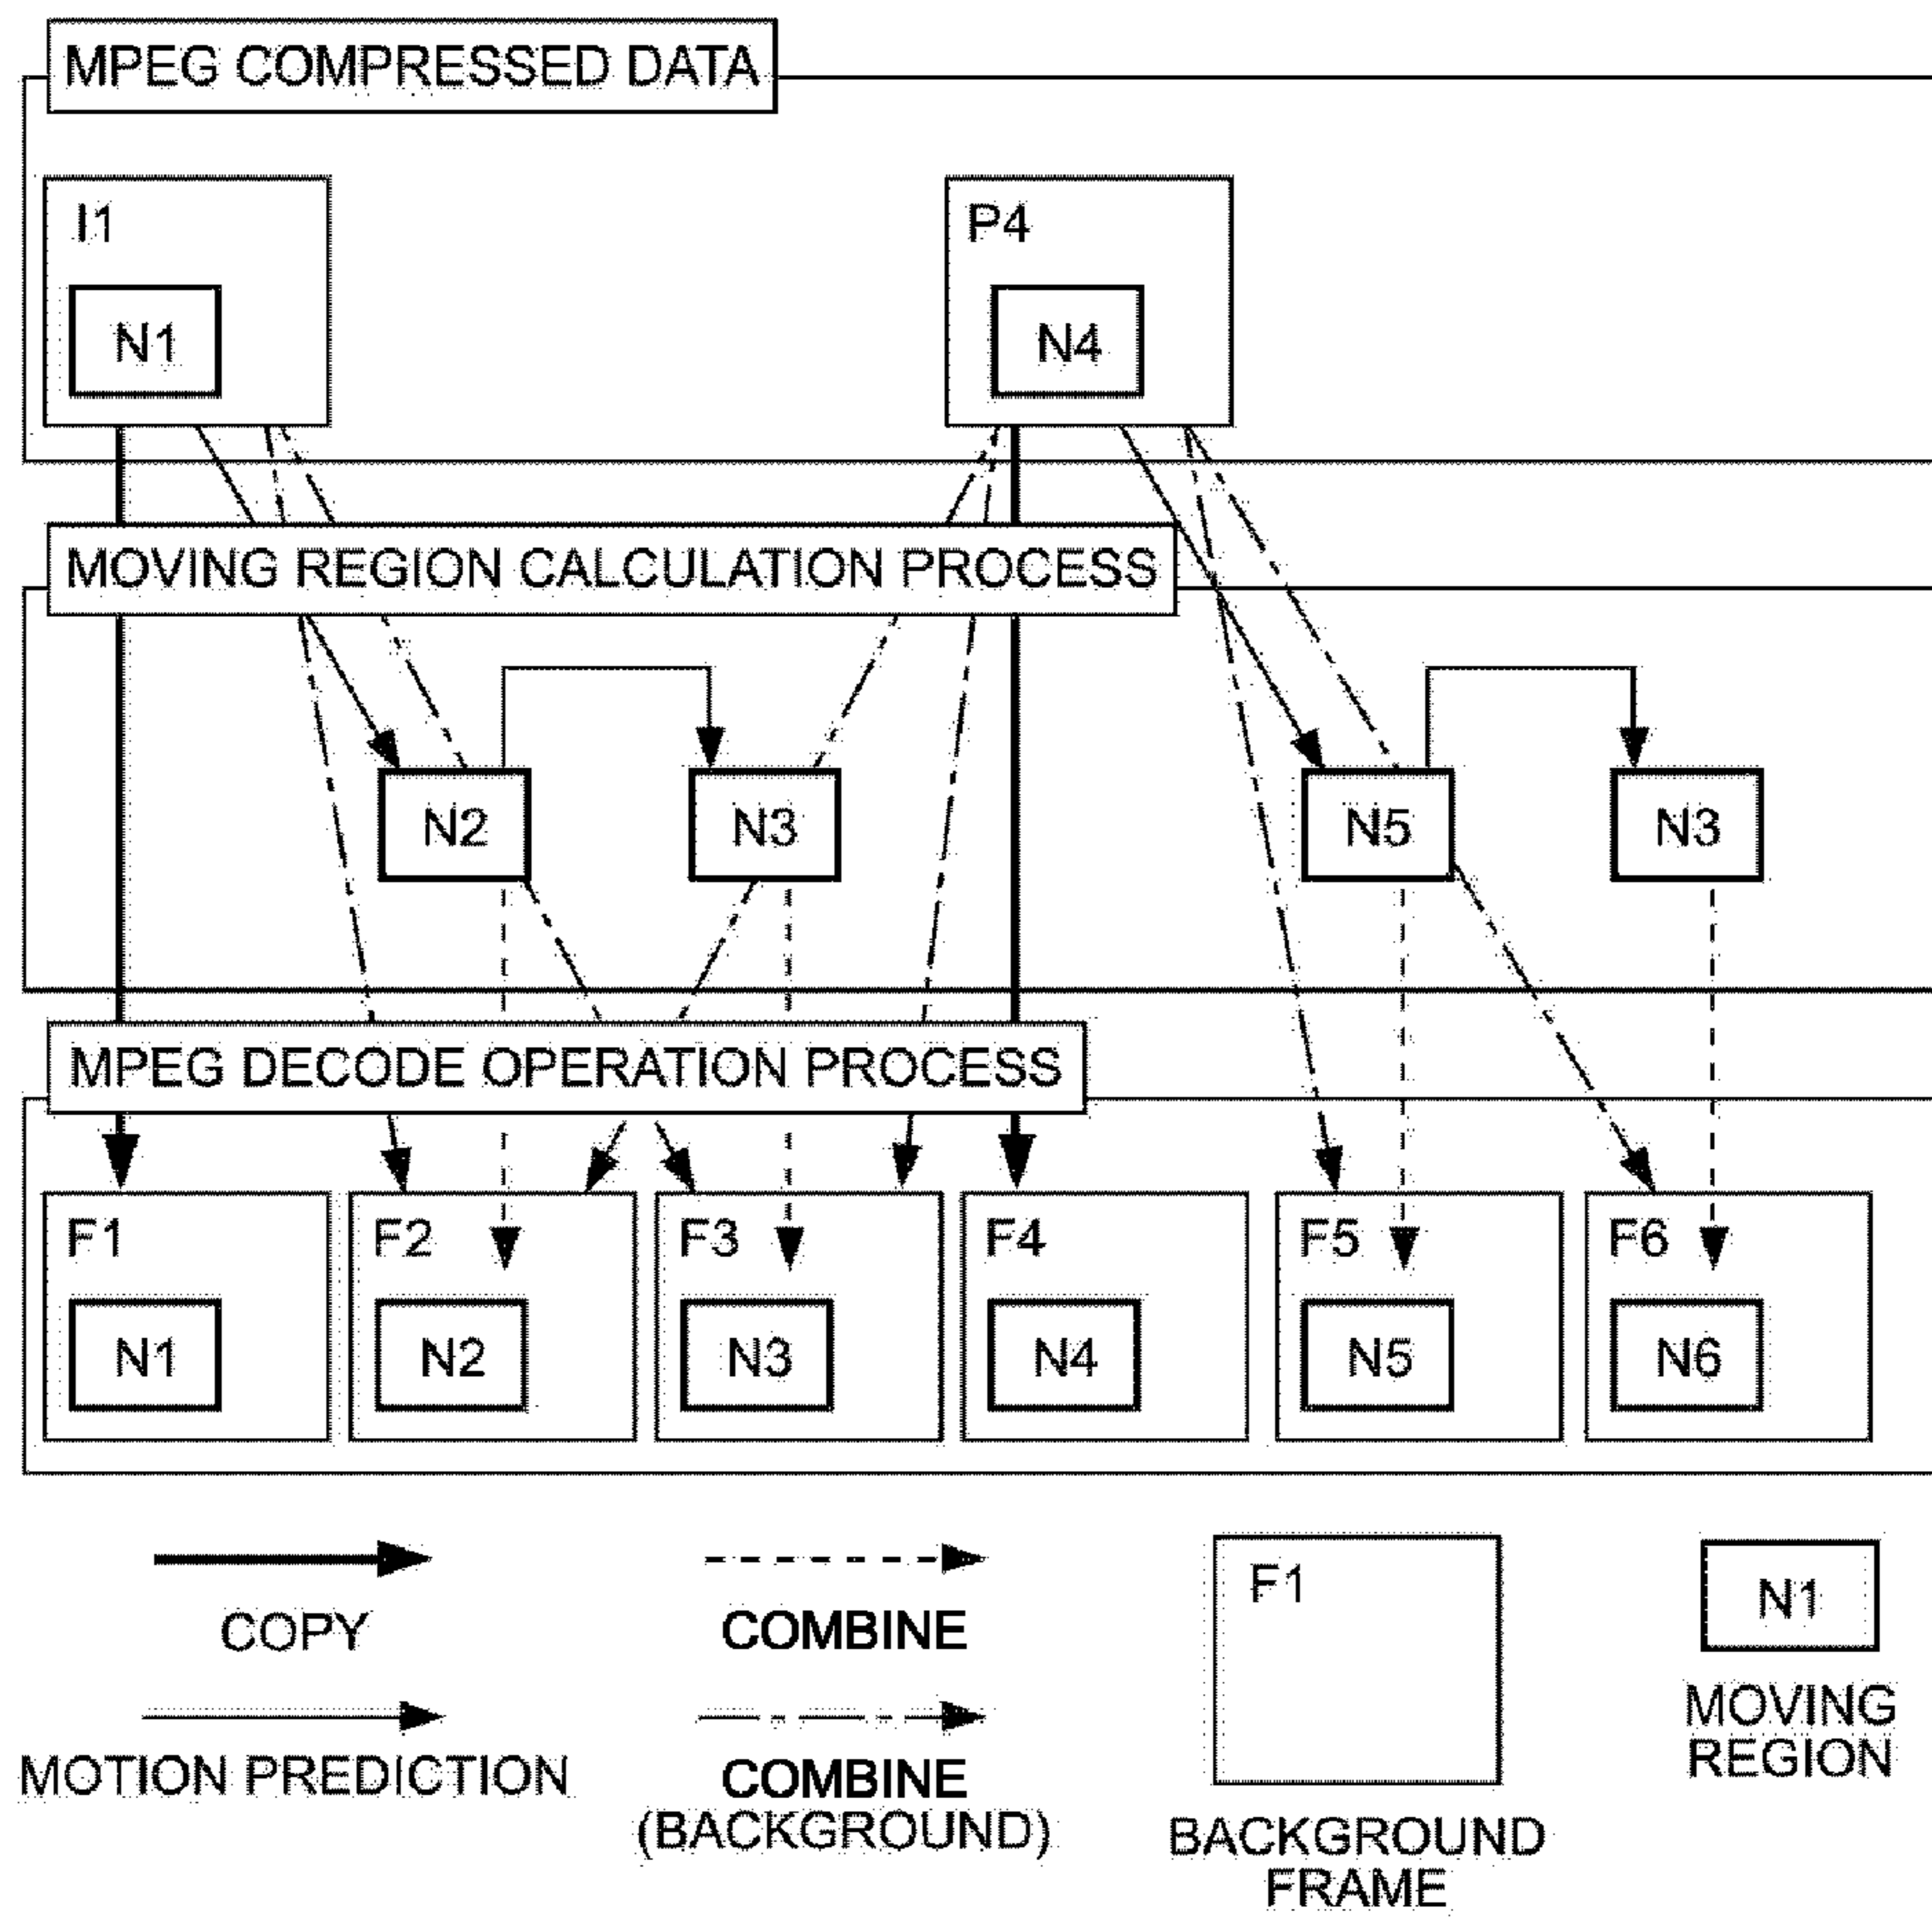 MPEG COMPRESSED DATA
I1
P4
N1
N4
MOVING REGION CALCULATION PROCESS
N2
N3
N5
N3
MPEG DECODE OPERATION PROCESS
F1
F2
F3
F4
F5
F6
N1
N2
N3
N4
N5
N6
COPY
COMBINE
F1
N1
MOTION PREDICTION
COMBINE
(BACKGROUND)
BACKGROUND
FRAME
MOVING
REGION